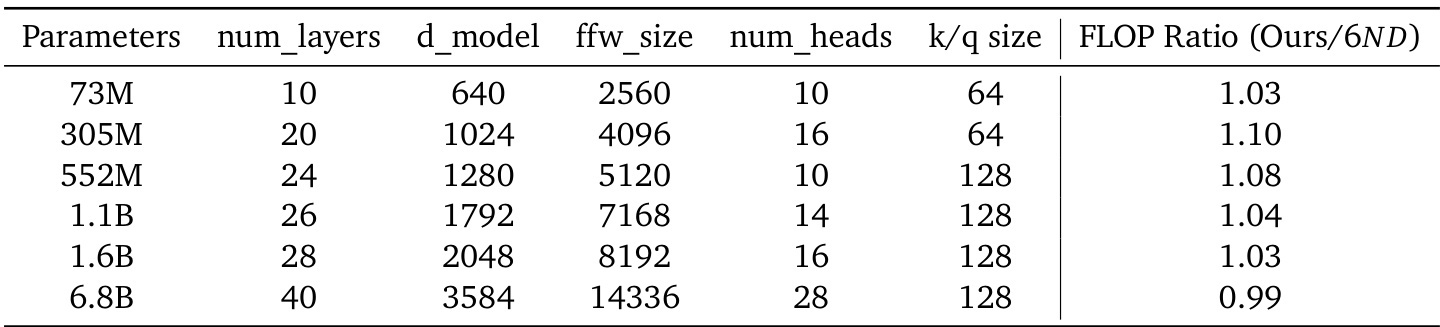 Parameters num_layers d_model ffw_size num_heads k/q size FLOP Ratio (Ours/6ND)
73M 10 640 2560 10 64 1.03
305M 20 1024 4096 16 64 1.10
552M 24 1280 5120 10 128 1.08
1.1B 26 1792 7168 14 128 1.04
1.6B 28 2048 8192 16 128 1.03
6.8B 40 3584 14336 28 128 0.99